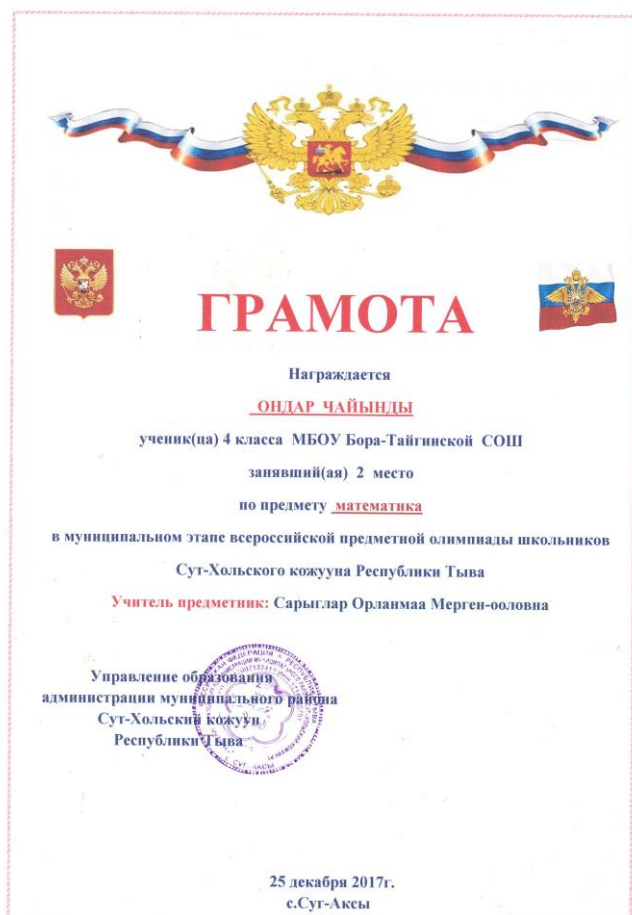 ГРАМОТА
Награждается
ОНДАР ЧАЙЫНДЫ
ученик(ца) 4 класса МБОУ Бора-Тайгинской СОШ
занявший(ая) 2 место
по предмету математика
в муниципальном этапе всероссийской предметной олимпиады школьников
Сут-Хольского кожууна Республики Тыва
Учитель предметник: Сарыглар Орланмаа Мерген-ооловна
Управление образования
администрации муниципального района
Сут-Хольский кожуун
Республики Тыва
с. СУГ-АКСЫ
25 декабря 2017г.
с.Суг-Аксы